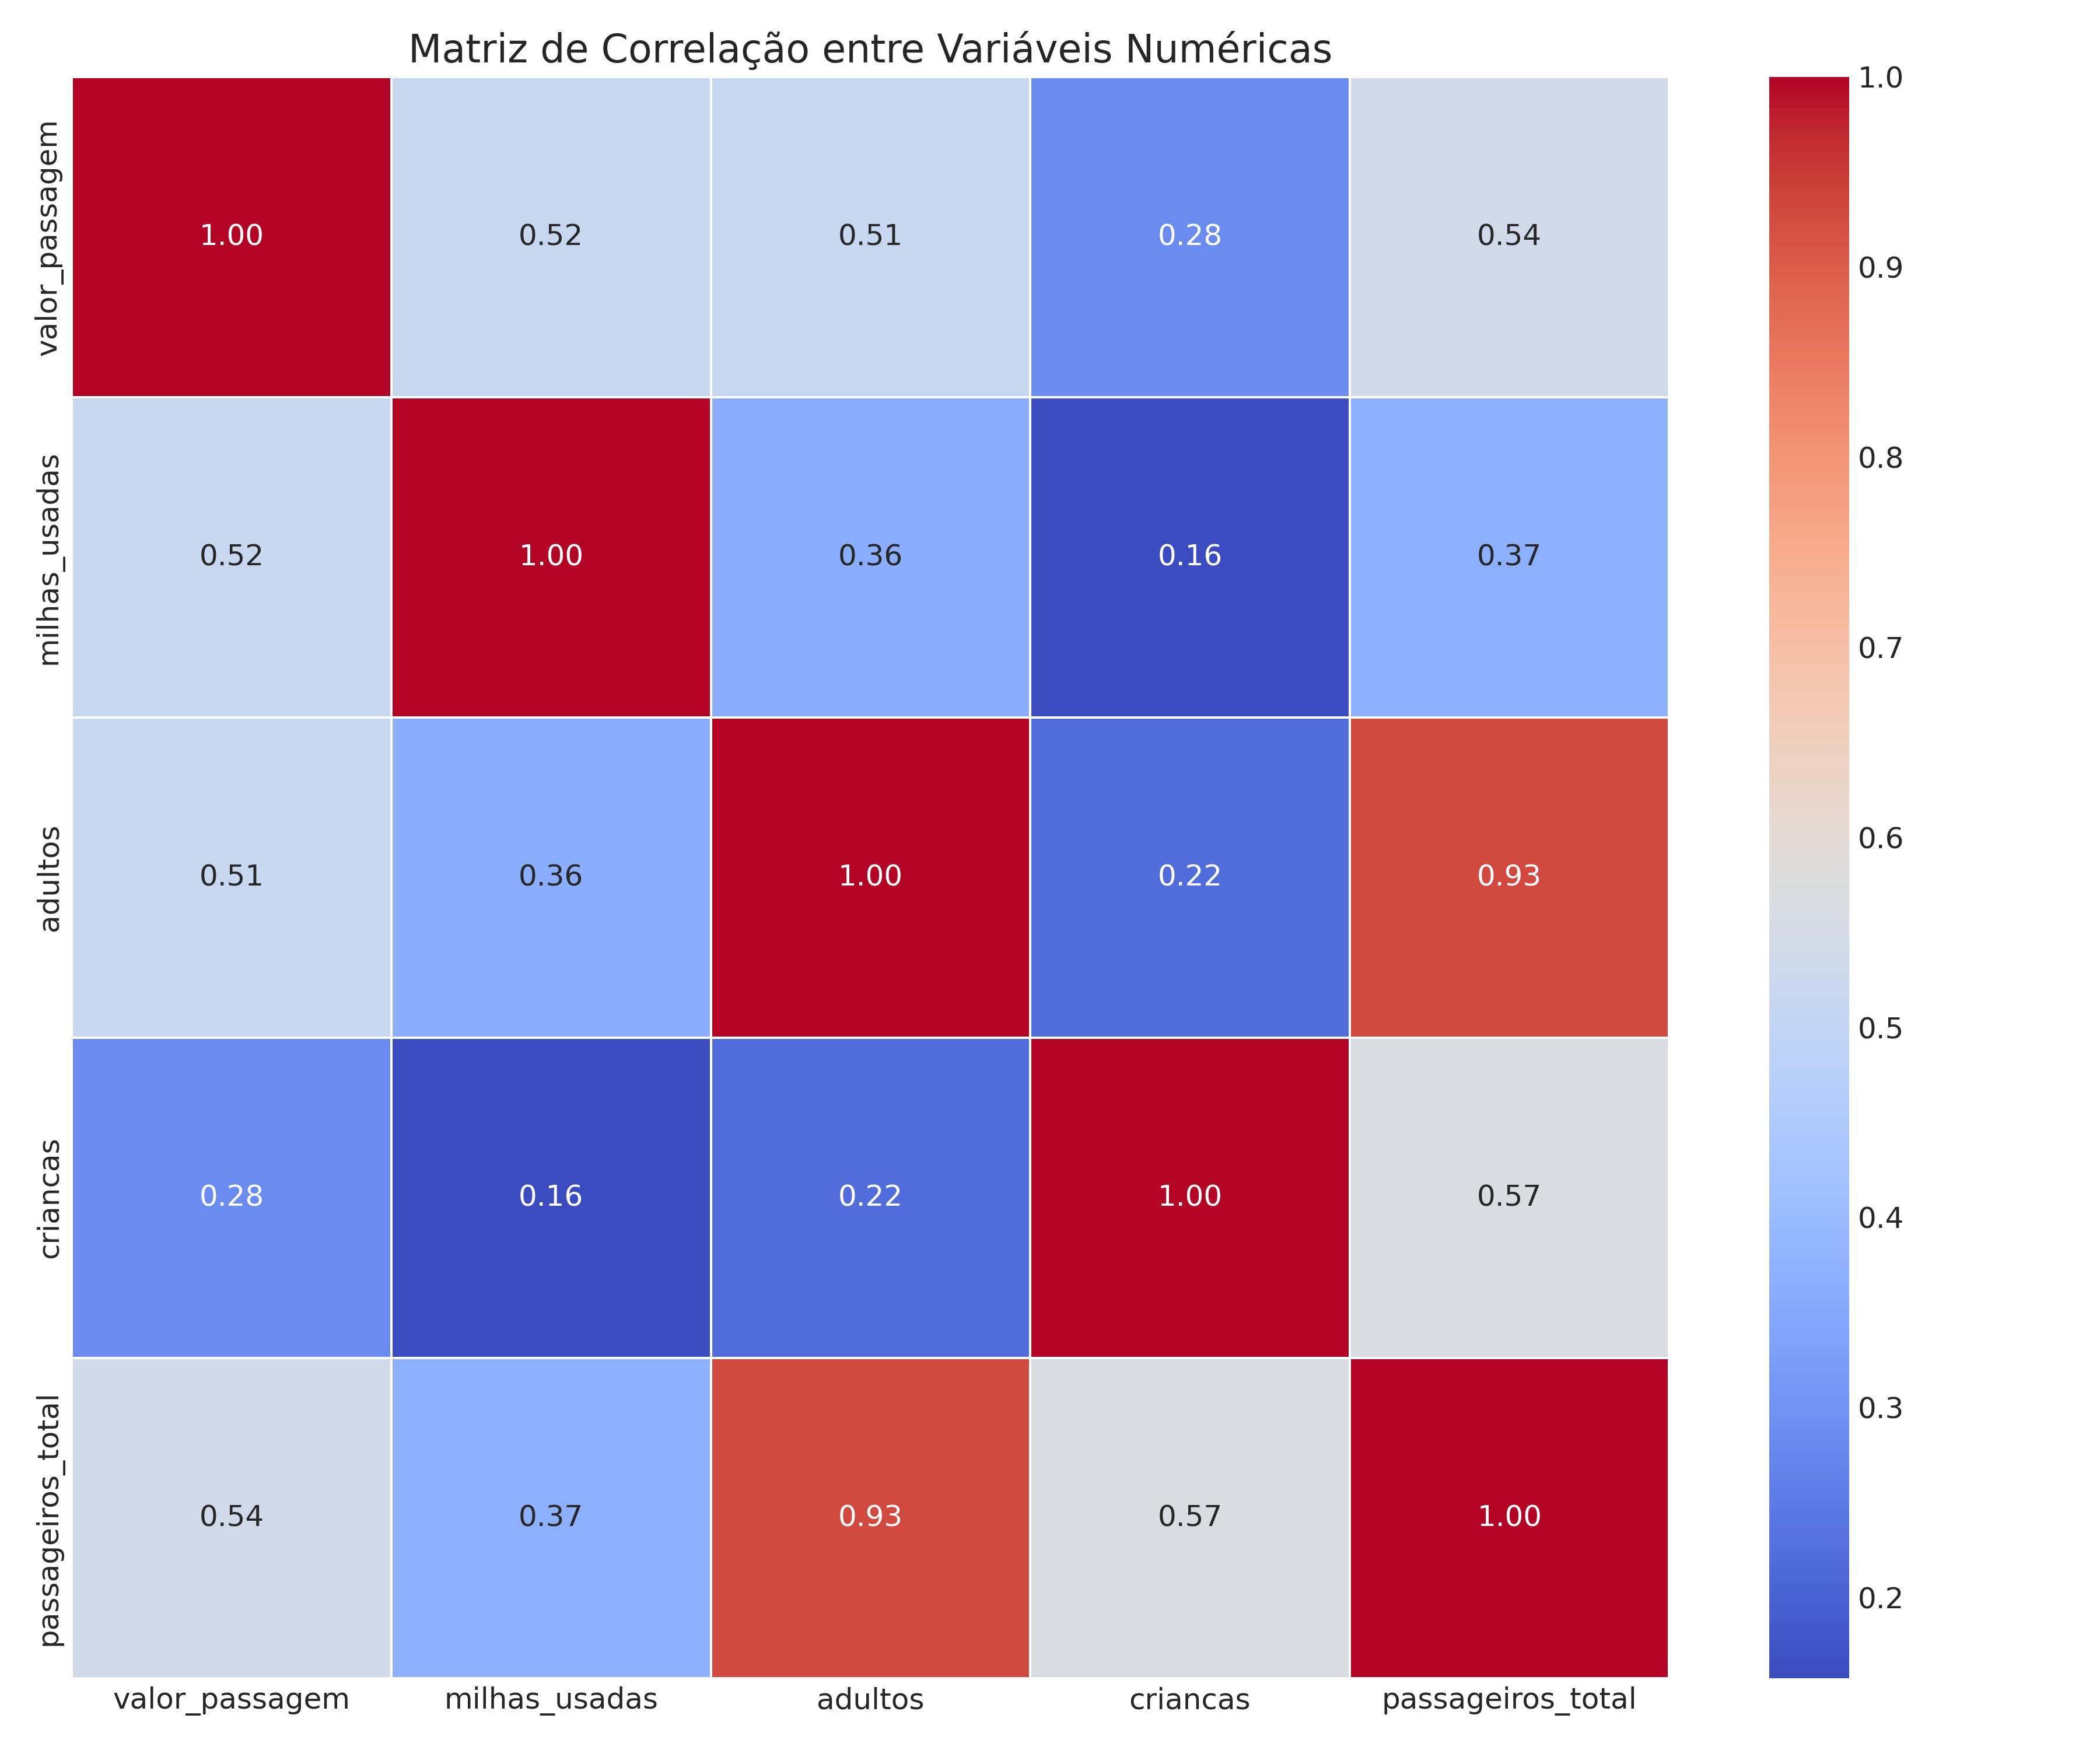 Matriz de Correlação entre Variáveis Numéricas
valor_passagem
1.00 0.52 0.51 0.28 0.54
milhas_usadas
0.52 1.00 0.36 0.16 0.37
adultos
0.51 0.36 1.00 0.22 0.93
criancas
0.28 0.16 0.22 1.00 0.57
passageiros_total
0.54 0.37 0.93 0.57 1.00
valor_passagem milhas_usadas adultos criancas passageiros_total
1.0
0.9
0.8
0.7
0.6
0.5
0.4
0.3
0.2